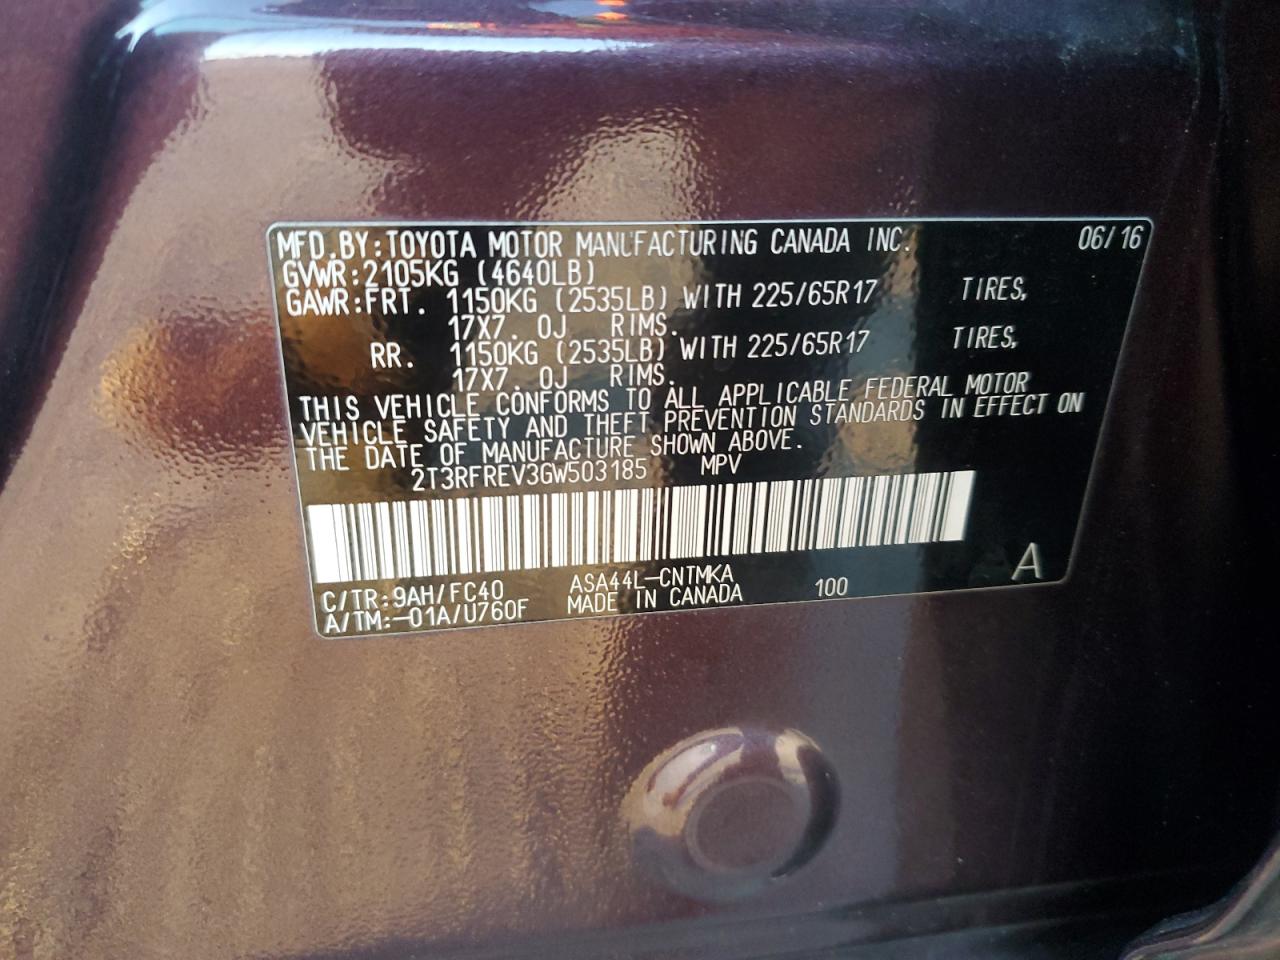 MFD.BY:TOYOTA MOTOR MANUFACTURING CANADA INC. 06/16
GVWR:2105KG (4640LB)
GAWR:FRT. 1150KG (2535LB) WITH 225/65R17 TIRES,
17X7. 0J RIMS.
RR. 1150KG (2535LB) WITH 225/65R17 TIRES,
17X7. 0J RIMS.
THIS VEHICLE CONFORMS TO ALL APPLICABLE FEDERAL MOTOR
VEHICLE SAFETY AND THEFT PREVENTION STANDARDS IN EFFECT ON
THE DATE OF MANUFACTURE SHOWN ABOVE.
2T3RFREV3GW503185 MPV
C/TR:9AH/FC40 ASA44L-CNTMKA 100 A
A/TM:-01A/U760F MADE IN CANADA